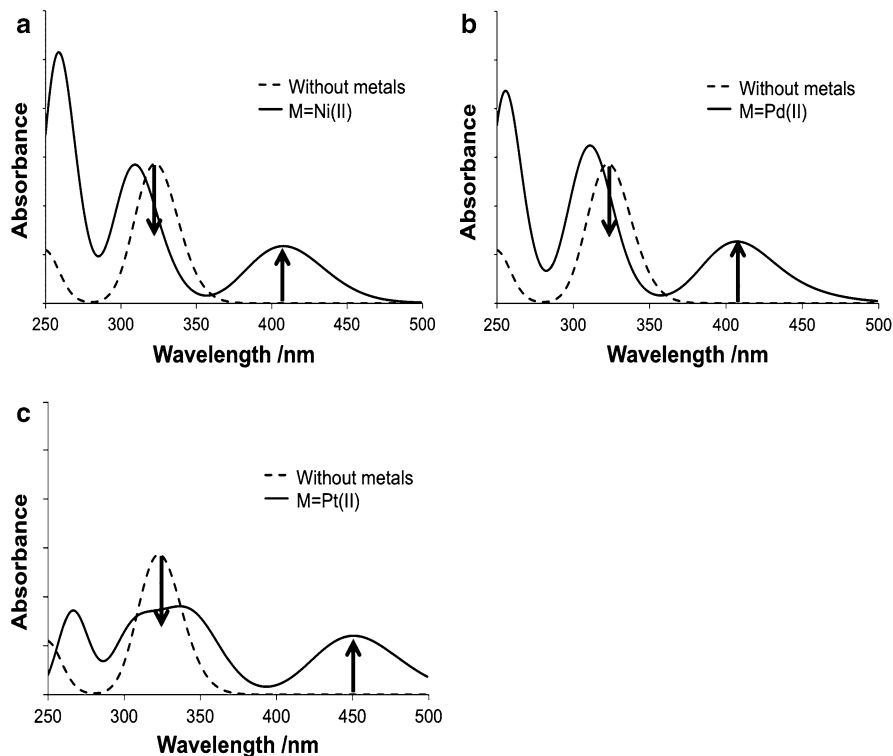 a
Absorbance
Without metals
M=Ni(II)
250 300 350 400 450 500
Wavelength /nm
b
Absorbance
Without metals
M=Pd(II)
250 300 350 400 450 500
Wavelength /nm
c
Absorbance
Without metals
M=Pt(II)
250 300 350 400 450 500
Wavelength /nm